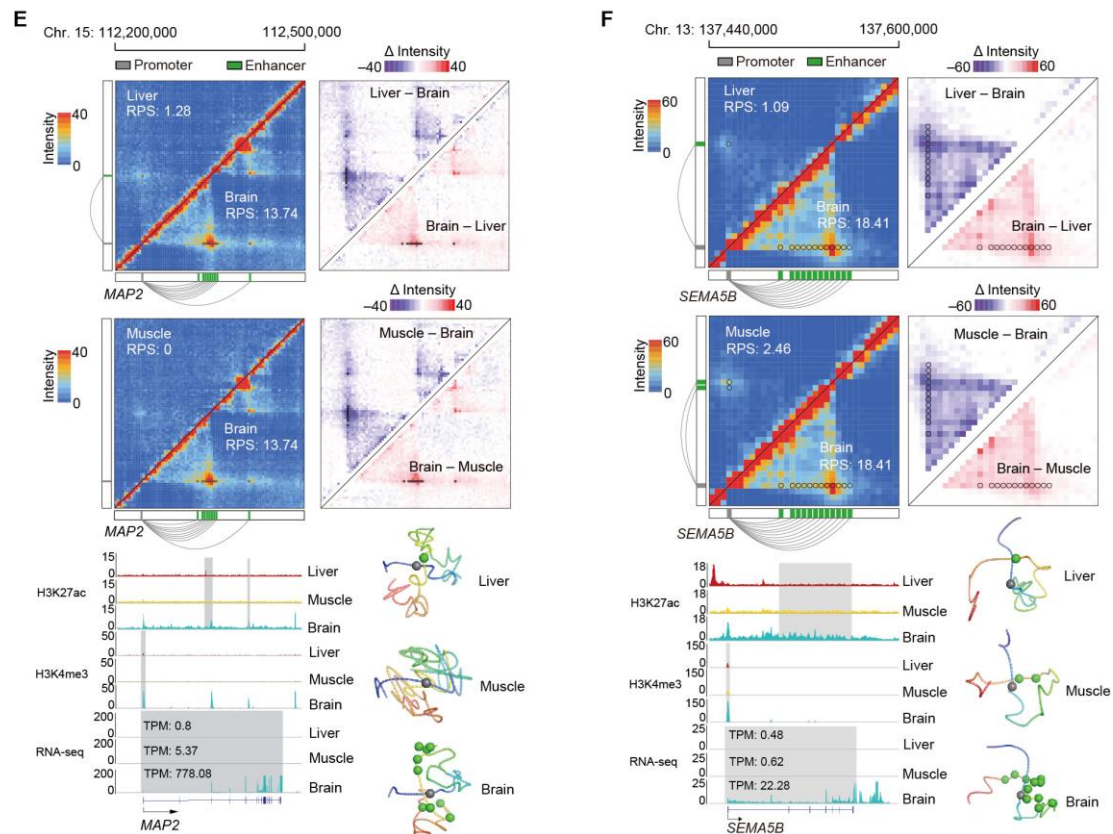 E
Chr. 15: 112,200,000 112,500,000
Promoter Enhancer
Δ Intensity
−40 40
Intensity
40
0
Liver
RPS: 1.28
Brain
RPS: 13.74
Liver – Brain
Brain – Liver
MAP2
Δ Intensity
−40 40
Intensity
40
0
Muscle
RPS: 0
Brain
RPS: 13.74
Muscle – Brain
Brain – Muscle
MAP2
H3K27ac
15
0
Liver
15
0
Muscle
15
0
Brain
H3K4me3
50
0
Liver
50
0
Muscle
50
0
Brain
RNA-seq
200
0
TPM: 0.8
Liver
200
0
TPM: 5.37
Muscle
200
0
TPM: 778.08
Brain
MAP2
Liver
Muscle
Brain
F
Chr. 13: 137,440,000 137,600,000
Promoter Enhancer
Δ Intensity
−60 60
Intensity
60
0
Liver
RPS: 1.09
Brain
RPS: 18.41
Liver – Brain
Brain – Liver
SEMA5B
Δ Intensity
−60 60
Intensity
60
0
Muscle
RPS: 2.46
Brain
RPS: 18.41
Muscle – Brain
Brain – Muscle
SEMA5B
H3K27ac
18
0
Liver
18
0
Muscle
18
0
Brain
H3K4me3
150
0
Liver
150
0
Muscle
150
0
Brain
RNA-seq
25
0
TPM: 0.48
Liver
25
0
TPM: 0.62
Muscle
25
0
TPM: 22.28
Brain
SEMA5B
Liver
Muscle
Brain